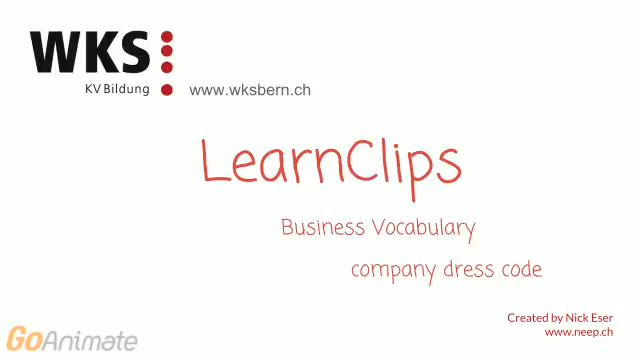 WKS
KV Bildung
www.wksbern.ch
LearnClips
Business Vocabulary
company dress code
Created by Nick Eser
www.neep.ch
GoAnimate